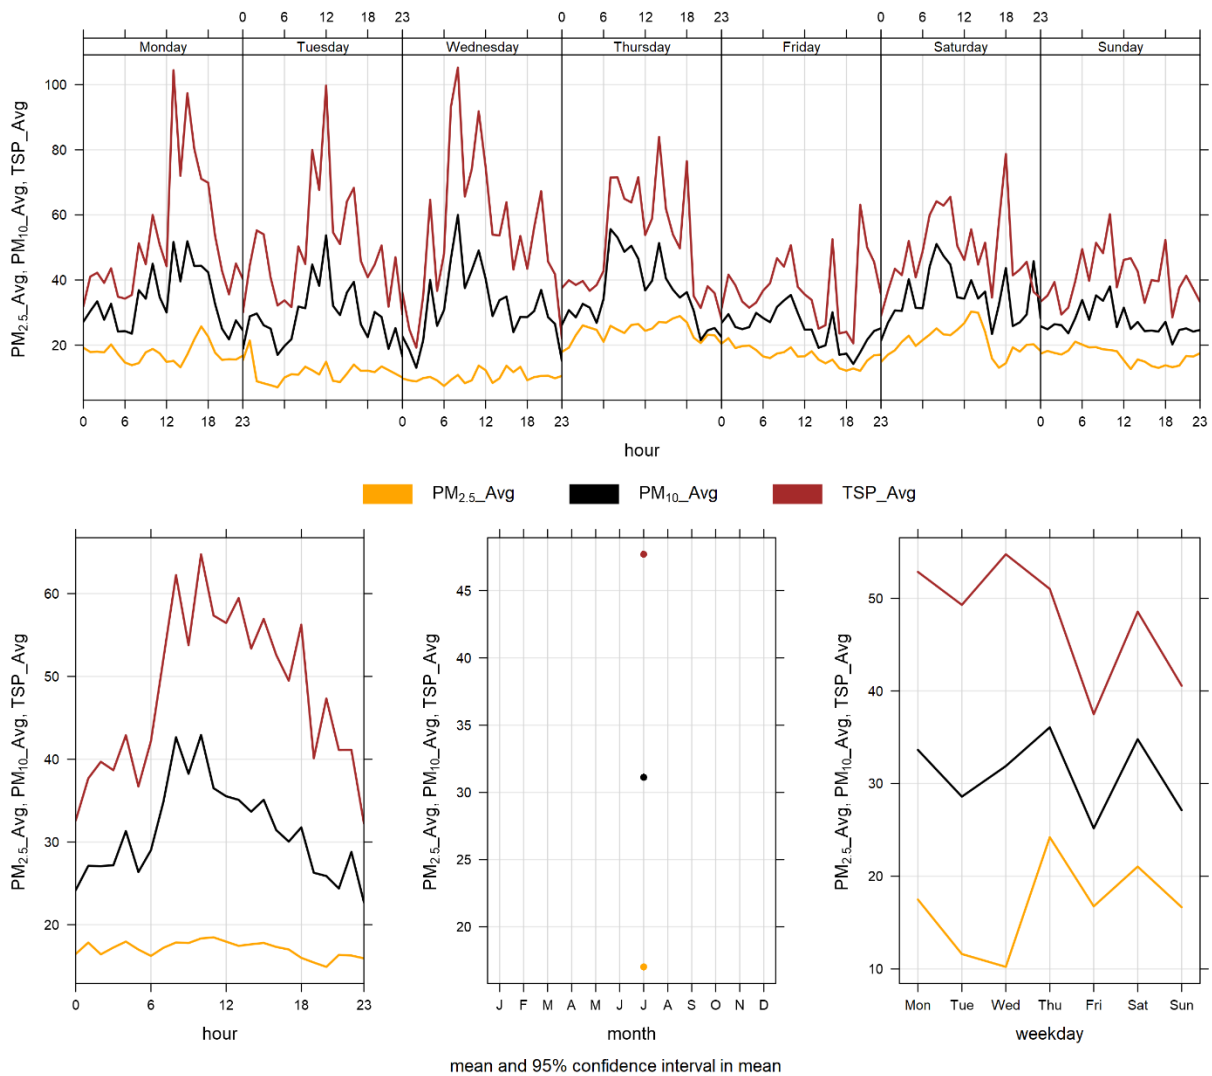 0 6 12 18 23 0 6 12 18 23 0 6 12 18 23
Monday Tuesday Wednesday Thursday Friday Saturday Sunday
PM2.5_Avg, PM10_Avg, TSP_Avg
100
80
60
40
20
0 6 12 18 23 0 6 12 18 23 0 6 12 18 23 0 6 12 18 23
hour
PM2.5_Avg PM10_Avg TSP_Avg
PM2.5_Avg, PM10_Avg, TSP_Avg
60
50
40
30
20
0 6 12 18 23
hour
PM2.5_Avg, PM10_Avg, TSP_Avg
45
40
35
30
25
20
J F M A M J J A S O N D
month
PM2.5_Avg, PM10_Avg, TSP_Avg
50
40
30
20
10
Mon Tue Wed Thu Fri Sat Sun
weekday
mean and 95% confidence interval in mean